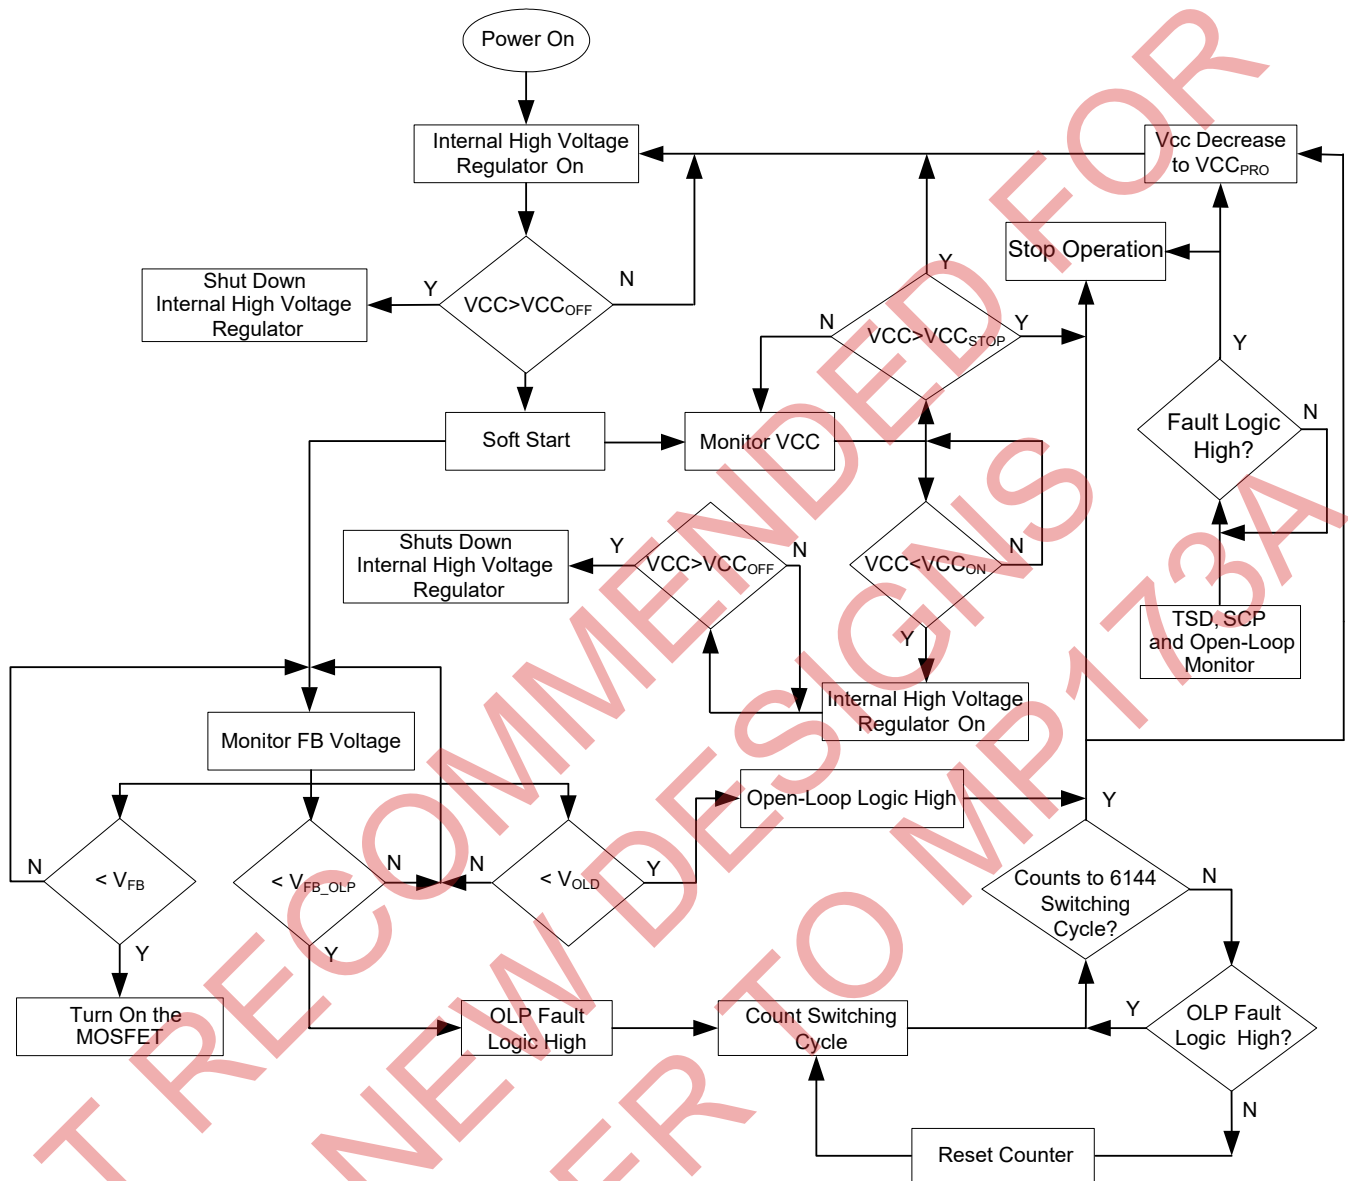 Power On
Internal High Voltage
Regulator On
Vcc Decrease
to VCCPRO
Stop Operation
Shut Down
Internal High Voltage
Regulator
Y
VCC>VCCOFF
N
Y
N
VCC>VCCSTOP
Y
Y
Soft Start
Monitor VCC
Fault Logic
High?
N
Shuts Down
Internal High Voltage
Regulator
Y
VCC>VCCOFF
N
VCC<VCCON
N
Y
TSD, SCP
and Open-Loop
Monitor
Internal High Voltage
Regulator On
Monitor FB Voltage
Open-Loop Logic High
Y
N
< VFB
Y
< VFB_OLP
N
Y
N
< VOLD
Y
Counts to 6144
Switching
Cycle?
N
Turn On the
MOSFET
OLP Fault
Logic High
Count Switching
Cycle
Y
OLP Fault
Logic High?
N
Reset Counter
T RECOMMENDED FOR
NEW DESIGNS
ER TO MP173A